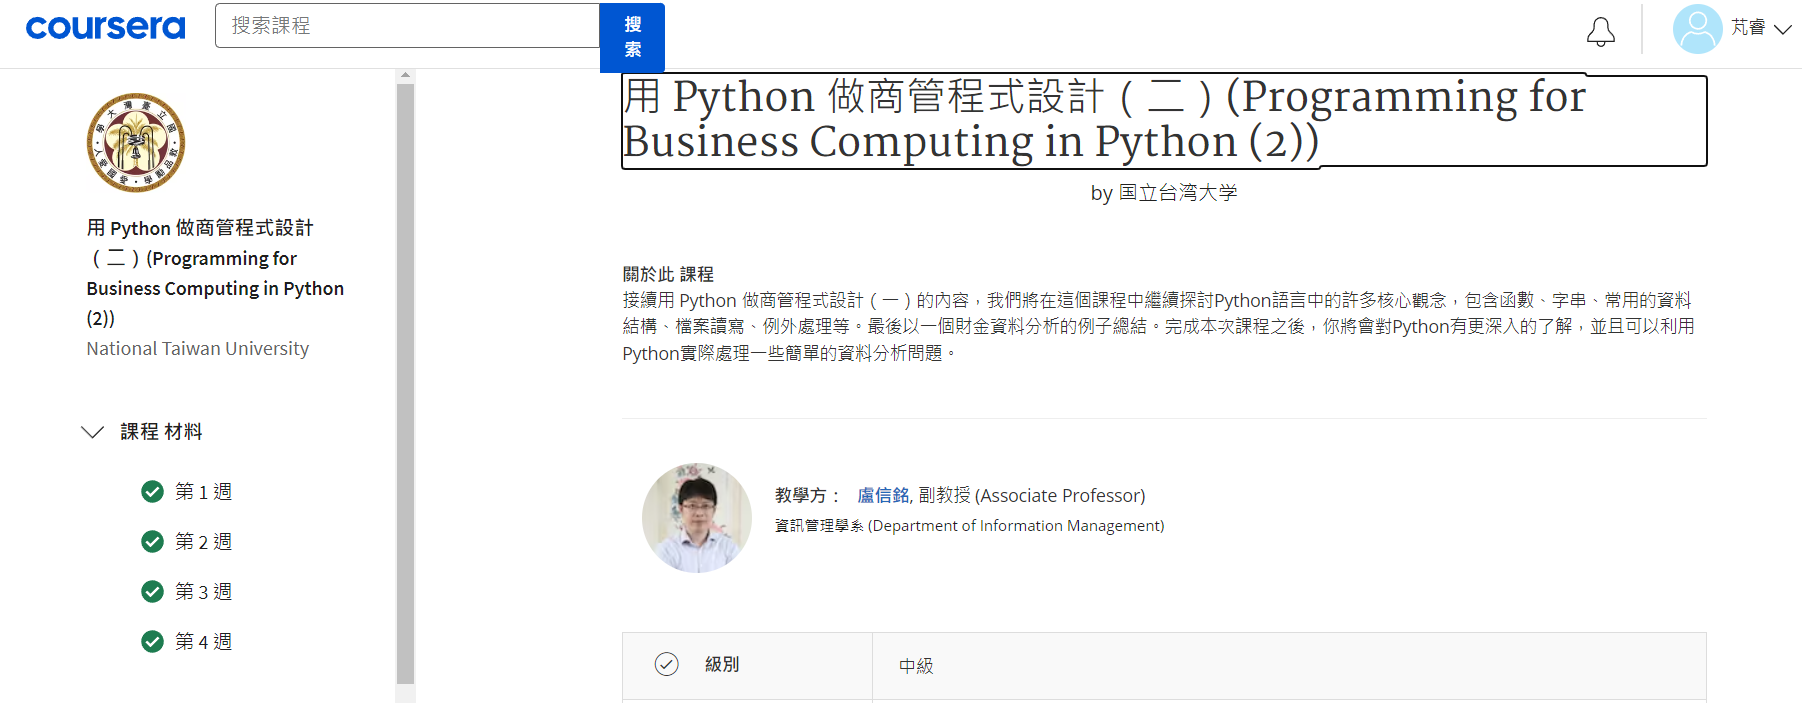 coursera
搜索課程
搜
索
芃睿
用 Python 做商管程式設計
（二）(Programming for
Business Computing in Python
(2))
National Taiwan University
課程 材料
第 1 週
第 2 週
第 3 週
第 4 週
用 Python 做商管程式設計（二）(Programming for
Business Computing in Python (2))
by 国立台湾大学
關於此 課程
接續用 Python 做商管程式設計（一）的內容，我們將在這個課程中繼續探討Python語言中的許多核心觀念，包含函數、字串、常用的資料
結構、檔案讀寫、例外處理等。最後以一個財金資料分析的例子總結。完成本次課程之後，你將會對Python有更深入的了解，並且可以利用
Python實際處理一些簡單的資料分析問題。
教學方： 盧信銘, 副教授 (Associate Professor)
資訊管理學系 (Department of Information Management)
級別
中級